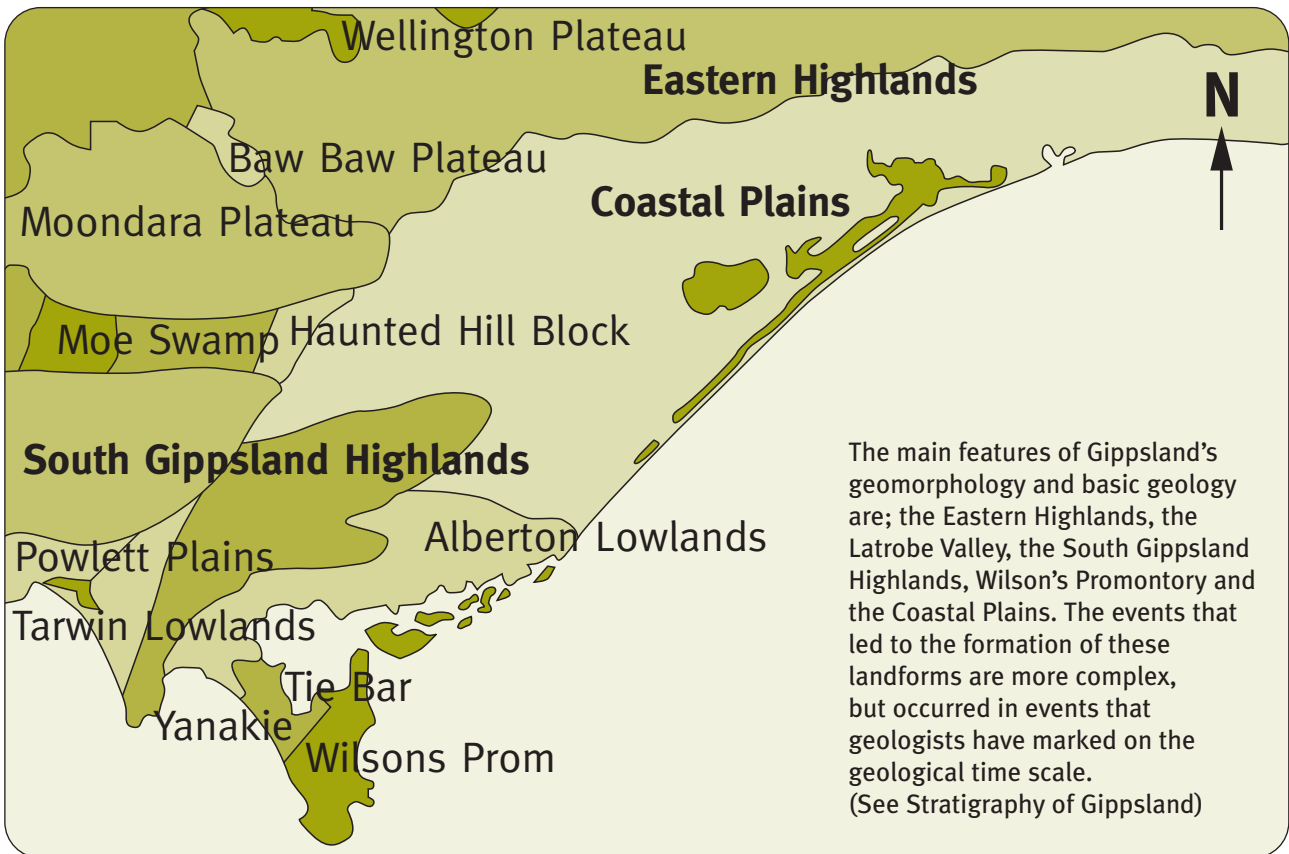 Wellington Plateau
Eastern Highlands
N
Baw Baw Plateau
Coastal Plains
Moondara Plateau
Moe Swamp
Haunted Hill Block
South Gippsland Highlands
Alberton Lowlands
Powlett Plains
Tarwin Lowlands
Tie Bar
Yanakie
Wilsons Prom
The main features of Gippsland's
geomorphology and basic geology
are; the Eastern Highlands, the
Latrobe Valley, the South Gippsland
Highlands, Wilson's Promontory and
the Coastal Plains. The events that
led to the formation of these
landforms are more complex,
but occurred in events that
geologists have marked on the
geological time scale.
(See Stratigraphy of Gippsland)